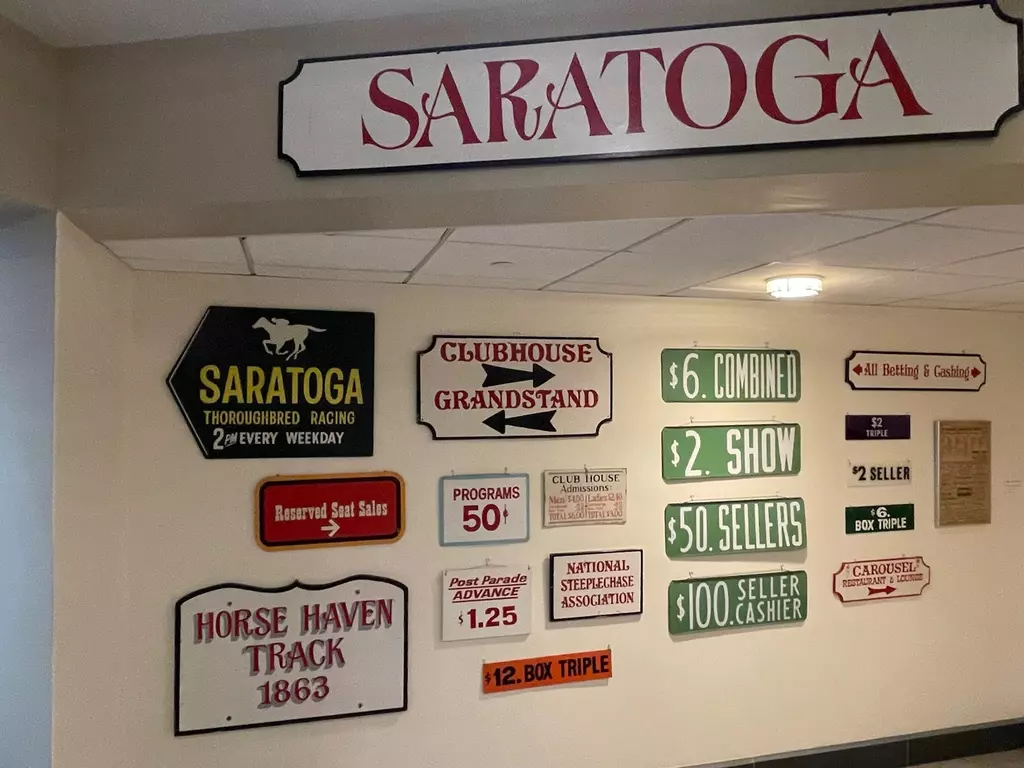 SARATOGA
SARATOGA
THOROUGHBRED RACING
2PM EVERY WEEKDAY
CLUBHOUSE
GRANDSTAND
$6. COMBINED
$2. SHOW
$50. SELLERS
$100. SELLER
CASHIER
All Betting & Cashing
$2
TRIPLE
$2 SELLER
$6.
BOX TRIPLE
CAROUSEL
RESTAURANT & LOUNGE
Reserved Seat Sales
PROGRAMS
50¢
CLUB HOUSE
Admissions:
Post Parade
ADVANCE
$1.25
NATIONAL
STEEPLECHASE
ASSOCIATION
$12. BOX TRIPLE
HORSE HAVEN
TRACK
1863